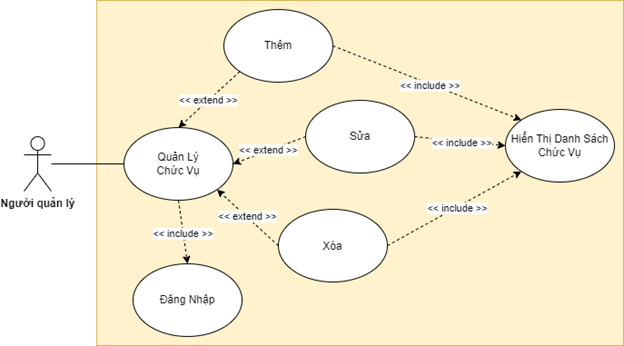 Thêm
<< extend >>
<< include >>
Sửa
<< extend >>
<< include >>
Hiển Thị Danh Sách
Chức Vụ
Quản Lý
Chức Vụ
Người quản lý
<< extend >>
<< include >>
<< include >>
Xóa
Đăng Nhập